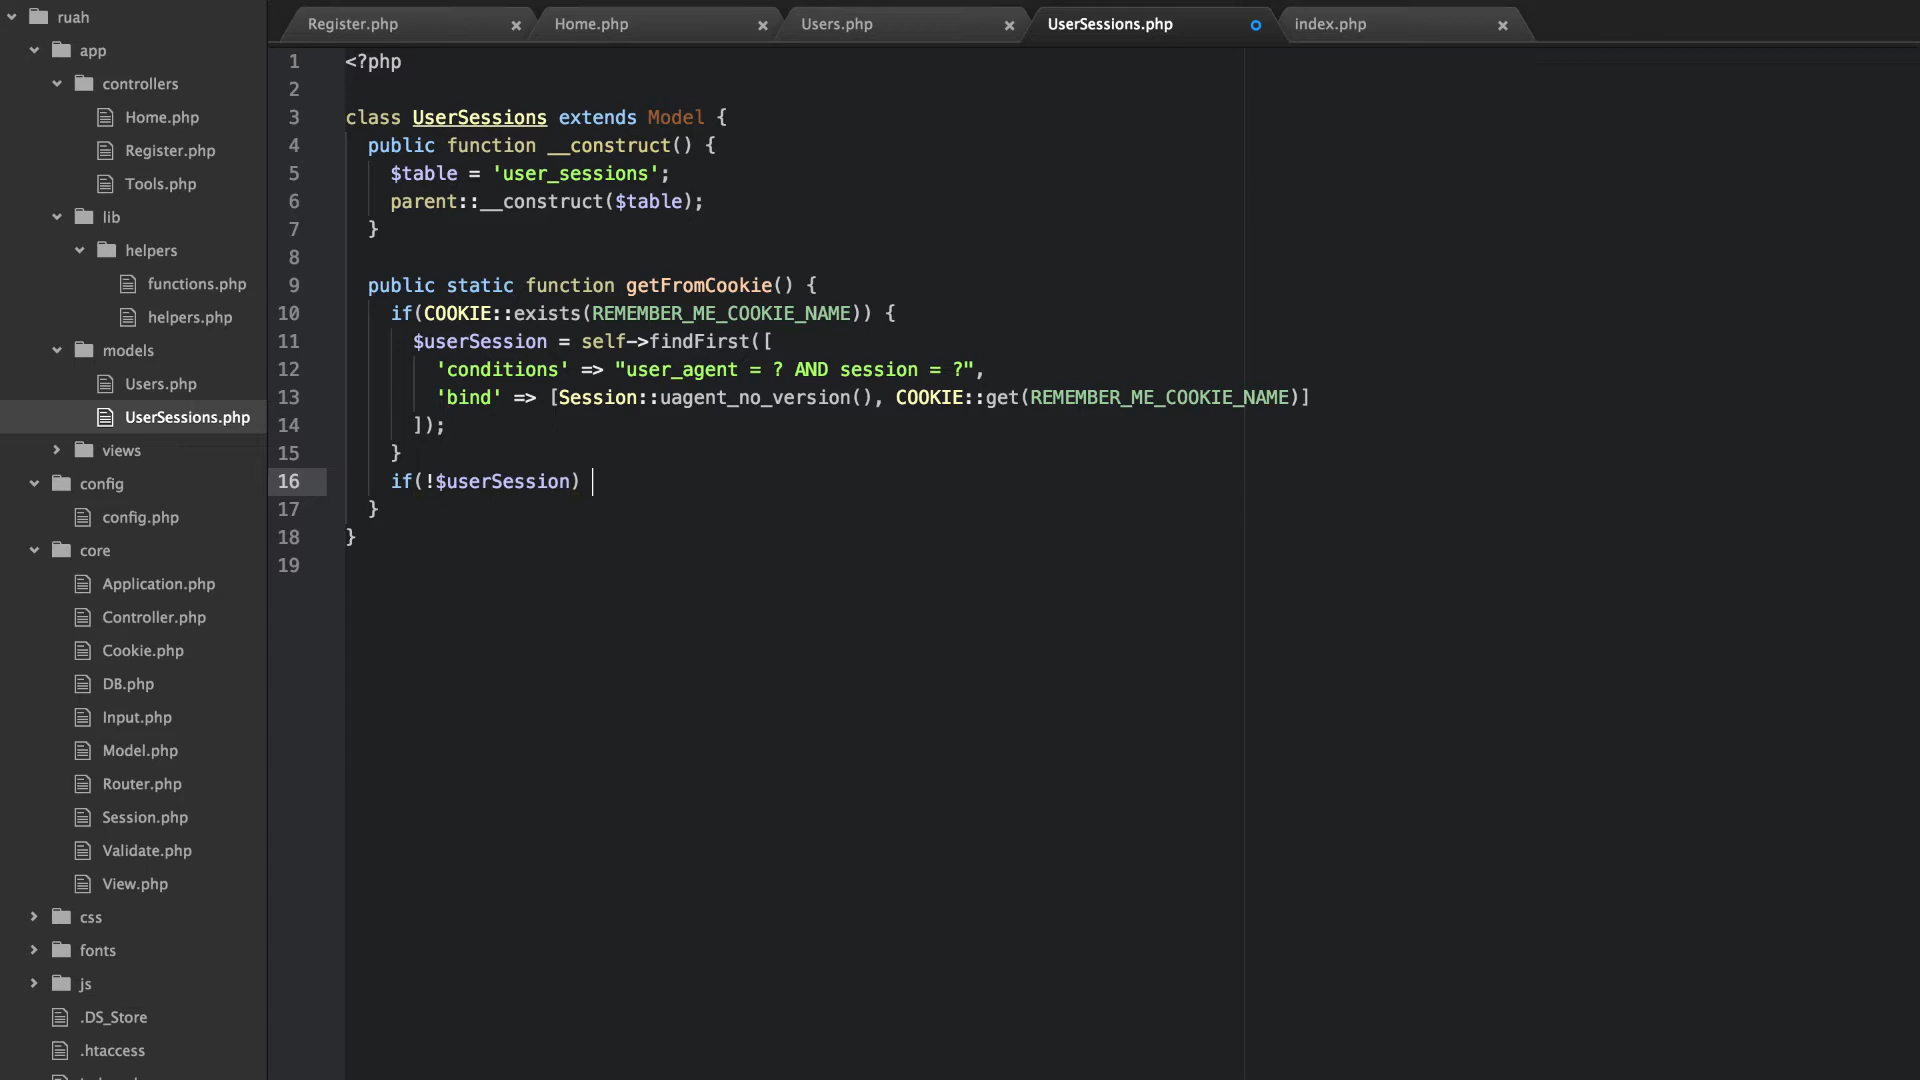 ruah
app
controllers
Home.php
Register.php
Tools.php
lib
helpers
functions.php
helpers.php
models
Users.php
UserSessions.php
views
config
config.php
core
Application.php
Controller.php
Cookie.php
DB.php
Input.php
Model.php
Router.php
Session.php
Validate.php
View.php
css
fonts
js
.DS_Store
.htaccess
Register.php
Home.php
Users.php
UserSessions.php
index.php
1 <?php
2
3 class UserSessions extends Model {
4 public function __construct() {
5 $table = 'user_sessions';
6 parent::__construct($table);
7 }
8
9 public static function getFromCookie() {
10 if(COOKIE::exists(REMEMBER_ME_COOKIE_NAME)) {
11 $userSession = self->findFirst([
12 'conditions' => "user_agent = ? AND session = ?",
13 'bind' => [Session::uagent_no_version(), COOKIE::get(REMEMBER_ME_COOKIE_NAME)]
14 ]);
15 }
16 if(!$userSession)
17 }
18 }
19